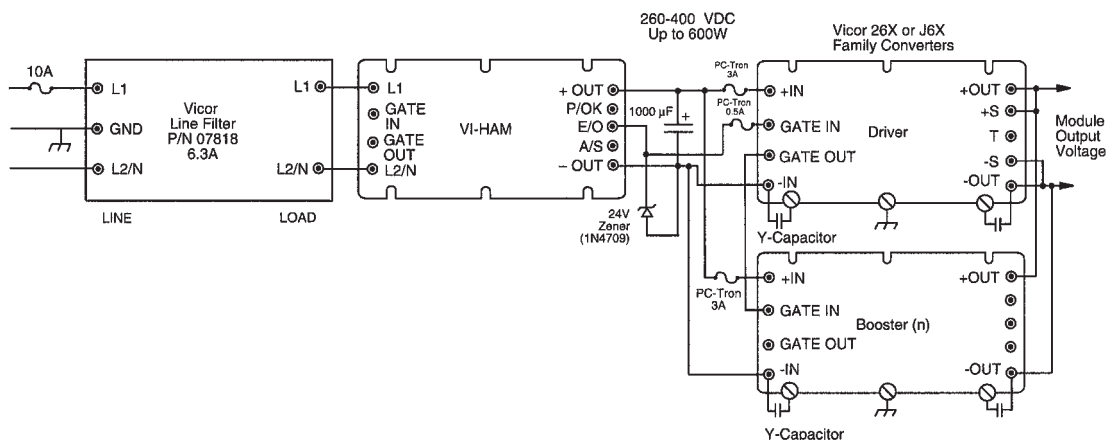 260-400 VDC
Up to 600W
Vicor 26X or J6X
Family Converters
10A
L1
GND
L2/N
Vicor
Line Filter
P/N 07818
6.3A
L1
L2/N
LINE
LOAD
L1
GATE
IN
GATE
OUT
L2/N
VI-HAM
+ OUT
P/OK
E/O
A/S
– OUT
1000 µF
+
24V
Zener
(1N4709)
PC-Tron
3A
PC-Tron
0.5A
+IN
GATE IN
GATE OUT
-IN
Driver
+OUT
+S
T
-S
-OUT
Module
Output
Voltage
Y-Capacitor
PC-Tron
3A
+IN
GATE IN
GATE OUT
-IN
Booster (n)
+OUT
-OUT
Y-Capacitor